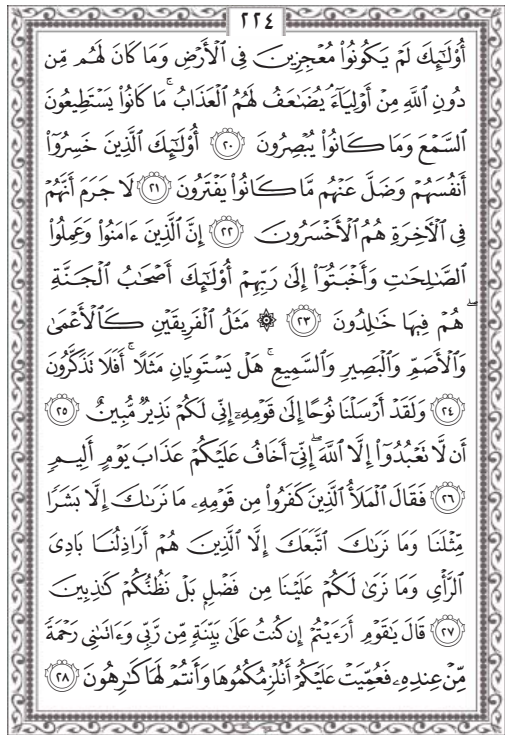 ٢٢٤
أُوْلَٰٓئِكَ لَمْ يَكُونُوا۟ مُعْجِزِينَ فِى ٱلْأَرْضِ وَمَا كَانَ لَهُم مِّن
دُونِ ٱللَّهِ مِنْ أَوْلِيَآءَ ۘ يُضَٰعَفُ لَهُمُ ٱلْعَذَابُ ۚ مَا كَانُوا۟ يَسْتَطِيعُونَ
ٱلسَّمْعَ وَمَا كَانُوا۟ يُبْصِرُونَ ٢٠ أُوْلَٰٓئِكَ ٱلَّذِينَ خَسِرُوٓا۟
أَنفُسَهُمْ وَضَلَّ عَنْهُم مَّا كَانُوا۟ يَفْتَرُونَ ٢١ لَا جَرَمَ أَنَّهُمْ
فِى ٱلْأَخِرَةِ هُمُ ٱلْأَخْسَرُونَ ٢٢ إِنَّ ٱلَّذِينَ ءَامَنُوا۟ وَعَمِلُوا۟
ٱلصَّٰلِحَٰتِ وَأَخْبَتُوٓا۟ إِلَىٰ رَبِّهِمْ أُوْلَٰٓئِكَ أَصْحَٰبُ ٱلْجَنَّةِ ۖ
هُمْ فِيهَا خَٰلِدُونَ ٢٣ ۞ مَثَلُ ٱلْفَرِيقَيْنِ كَٱلْأَعْمَىٰ
وَٱلْأَصَمِّ وَٱلْبَصِيرِ وَٱلسَّمِيعِ ۚ هَلْ يَسْتَوِيَانِ مَثَلًا ۚ أَفَلَا تَذَكَّرُونَ
٢٤ وَلَقَدْ أَرْسَلْنَا نُوحًا إِلَىٰ قَوْمِهِۦٓ إِنِّى لَكُمْ نَذِيرٌ مُّبِينٌ ٢٥
أَن لَّا تَعْبُدُوٓا۟ إِلَّا ٱللَّهَ ۖ إِنِّىٓ أَخَافُ عَلَيْكُمْ عَذَابَ يَوْمٍ أَلِيمٍ
٢٦ فَقَالَ ٱلْمَلَأُ ٱلَّذِينَ كَفَرُوا۟ مِن قَوْمِهِۦ مَا نَرَىٰكَ إِلَّا بَشَرًا
مِّثْلَنَا وَمَا نَرَىٰكَ ٱتَّبَعَكَ إِلَّا ٱلَّذِينَ هُمْ أَرَاذِلُنَا بَادِىَ
ٱلرَّأْىِ وَمَا نَرَىٰ لَكُمْ عَلَيْنَا مِن فَضْلٍۭ بَلْ نَظُنُّكُمْ كَٰذِبِينَ
٢٧ قَالَ يَٰقَوْمِ أَرَءَيْتُمْ إِن كُنتُ عَلَىٰ بَيِّنَةٍ مِّن رَّبِّى وَءَاتَىٰنِى رَحْمَةً
مِّنْ عِندِهِۦ فَعُمِّيَتْ عَلَيْكُمْ أَنُلْزِمُكُمُوهَا وَأَنتُمْ لَهَا كَٰرِهُونَ ٢٨